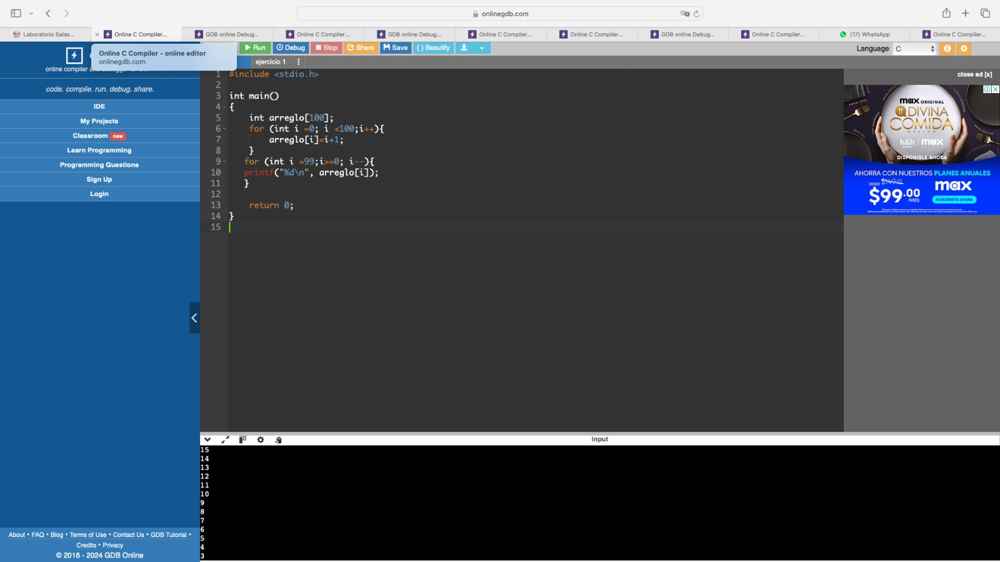 onlinegdb.com
Laboratorio Salas...
Online C Compiler...
GDB online Debug...
Online C Compiler...
GDB online Debug...
Online C Compiler...
Online C Compiler...
GDB online Debug...
Online C Compiler...
(17) WhatsApp
Online C Compiler...
Online C Compiler - online editor
onlinegdb.com
online compiler
code. compile. run. debug. share.
IDE
My Projects
Classroom new
Learn Programming
Programming Questions
Sign Up
Login
About • FAQ • Blog • Terms of Use • Contact Us • GDB Tutorial •
Credits • Privacy
© 2016 - 2024 GDB Online
Run Debug Stop Share Save { } Beautify
Language C
ejercicio 1
1 #include <stdio.h>
2
3 int main()
4 {
5 int arreglo[100];
6 for (int i =0; i <100;i++){
7 arreglo[i]=i+1;
8 }
9 for (int i =99;i>=0; i--){
10 printf("%d\n", arreglo[i]);
11 }
12
13 return 0;
14 }
15
close ad [x]
max ORIGINAL
DIVINA
COMIDA
h&h max
DISPONIBLE AHORA
AHORA CON NUESTROS PLANES ANUALES
DESDE $149.00
$99.00 /MES
max
SUSCRÍBETE AHORA
input
15
14
13
12
11
10
9
8
7
6
5
4
3